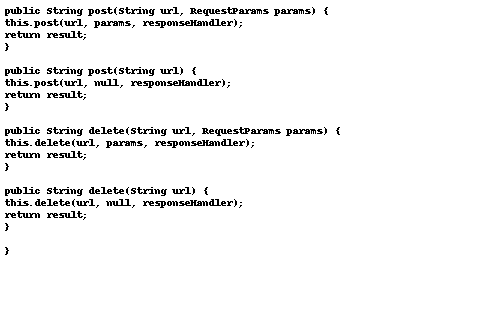 public String post(String url, RequestParams params) {
this.post(url, params, responseHandler);
return result;
}

public String post(String url) {
this.post(url, null, responseHandler);
return result;
}

public String delete(String url, RequestParams params) {
this.delete(url, params, responseHandler);
return result;
}

public String delete(String url) {
this.delete(url, null, responseHandler);
return result;
}

}